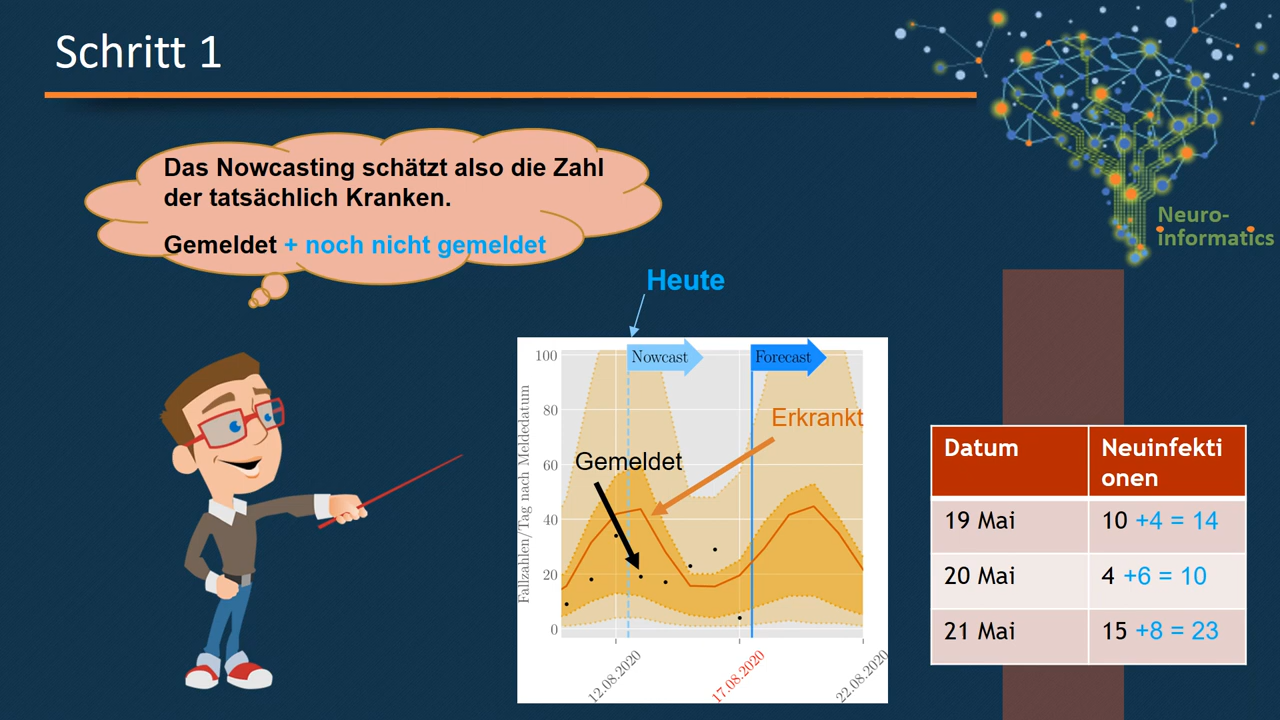 Schritt 1
Das Nowcasting schätzt also die Zahl
der tatsächlich Kranken.
Gemeldet + noch nicht gemeldet
Neuro-
informatics
Heute
Nowcast
Forecast
Erkrankt
Gemeldet
Fallzahlen/Tag nach Meldedatum
100
80
60
40
20
0
12.08.2020
17.08.2020
22.08.2020
Datum
Neuinfekti
onen
19 Mai
10 +4 = 14
20 Mai
4 +6 = 10
21 Mai
15 +8 = 23